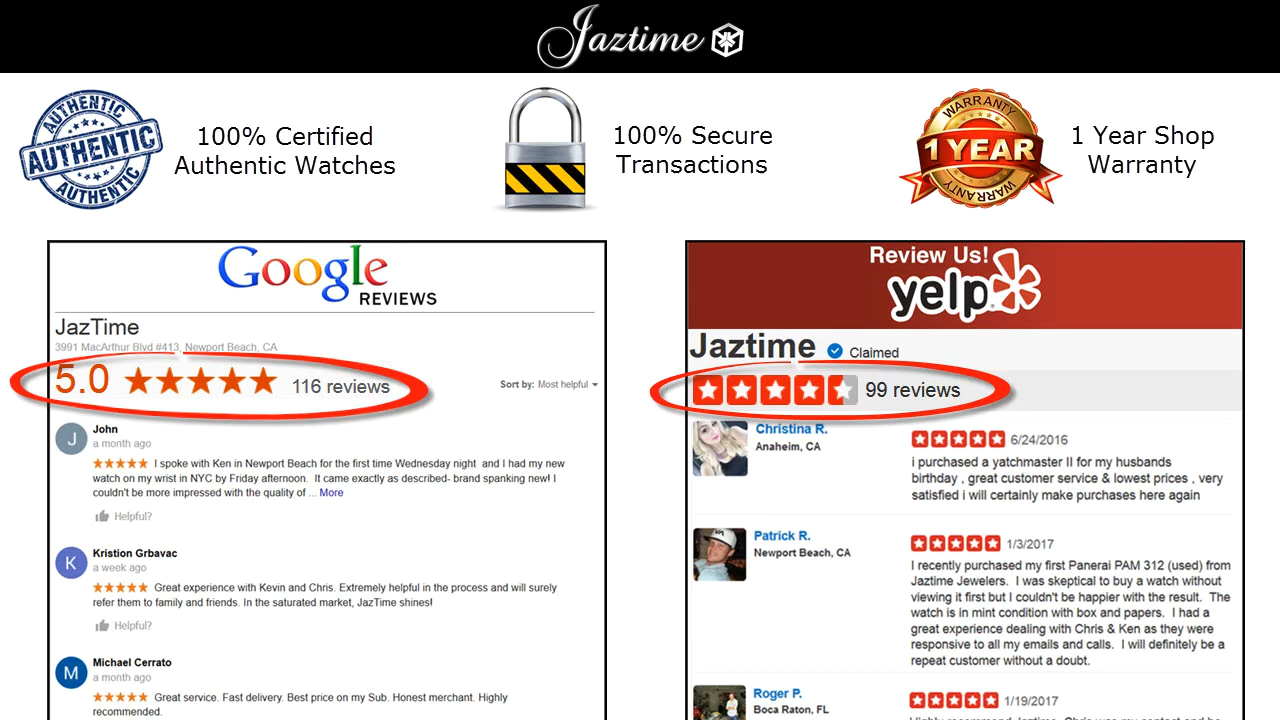 Jaztime
AUTHENTIC
AUTHENTIC
AUTHENTIC
100% Certified
Authentic Watches
100% Secure
Transactions
WARRANTY
1 YEAR
WARRANTY
1 Year Shop
Warranty
Google
REVIEWS
JazTime
3991 MacArthur Blvd #413, Newport Beach, CA
5.0 116 reviews
Sort by: Most helpful
J
John
a month ago
I spoke with Ken in Newport Beach for the first time Wednesday night and I had my new
watch on my wrist in NYC by Friday afternoon. It came exactly as described- brand spanking new! I
couldn't be more impressed with the quality of ... More
Helpful?
K
Kristion Grbavac
a week ago
Great experience with Kevin and Chris. Extremely helpful in the process and will surely
refer them to family and friends. In the saturated market, JazTime shines!
Helpful?
M
Michael Cerrato
a month ago
Great service. Fast delivery. Best price on my Sub. Honest merchant. Highly
recommended.
Review Us!
yelp
Jaztime Claimed
99 reviews
Christina R.
Anaheim, CA
6/24/2016
i purchased a yatchmaster II for my husbands
birthday , great customer service & lowest prices , very
satisfied i will certainly make purchases here again
Patrick R.
Newport Beach, CA
1/3/2017
I recently purchased my first Panerai PAM 312 (used) from
Jaztime Jewelers. I was skeptical to buy a watch without
viewing it first but I couldn't be happier with the result. The
watch is in mint condition with box and papers. I had a
great experience dealing with Chris & Ken as they were
responsive to all my emails and calls. I will definitely be a
repeat customer without a doubt.
Roger P.
Boca Raton, FL
1/19/2017